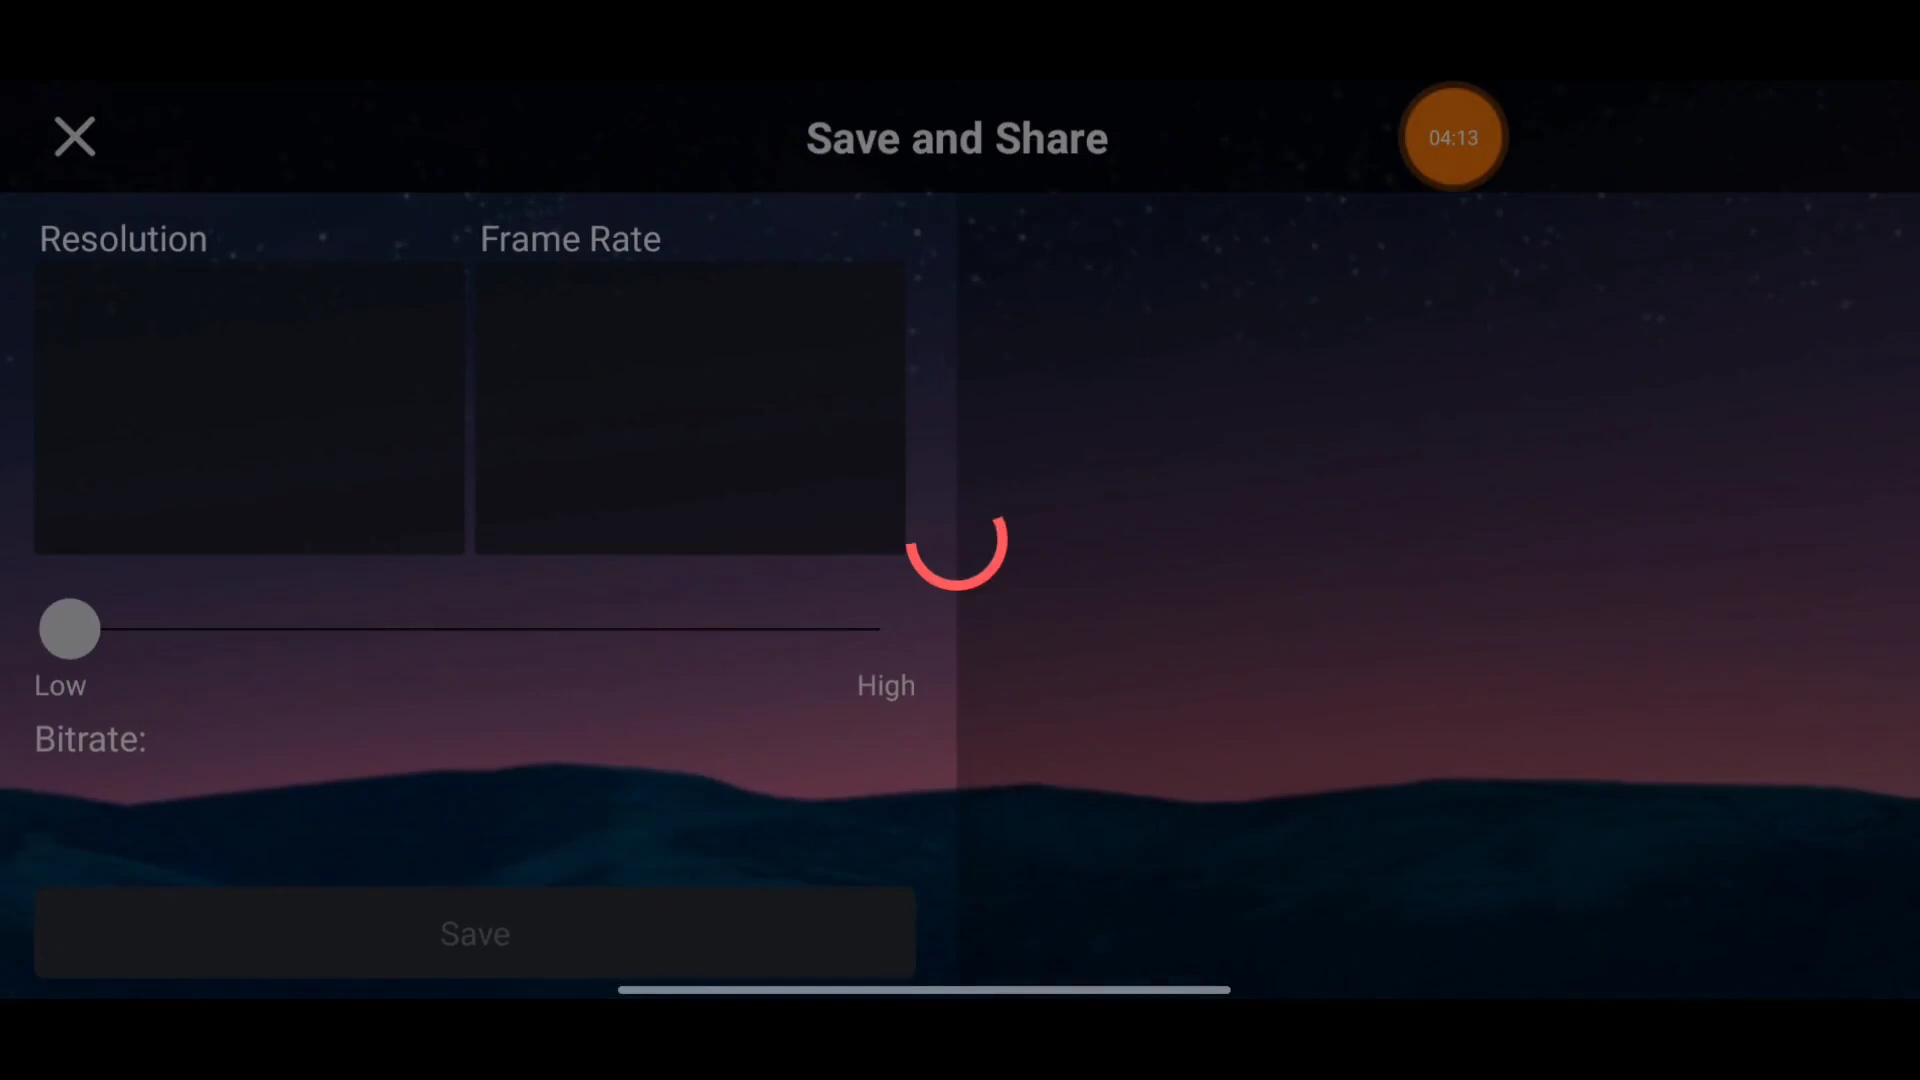 Save and Share
04:13
Resolution
Frame Rate
Low
High
Bitrate:
Save